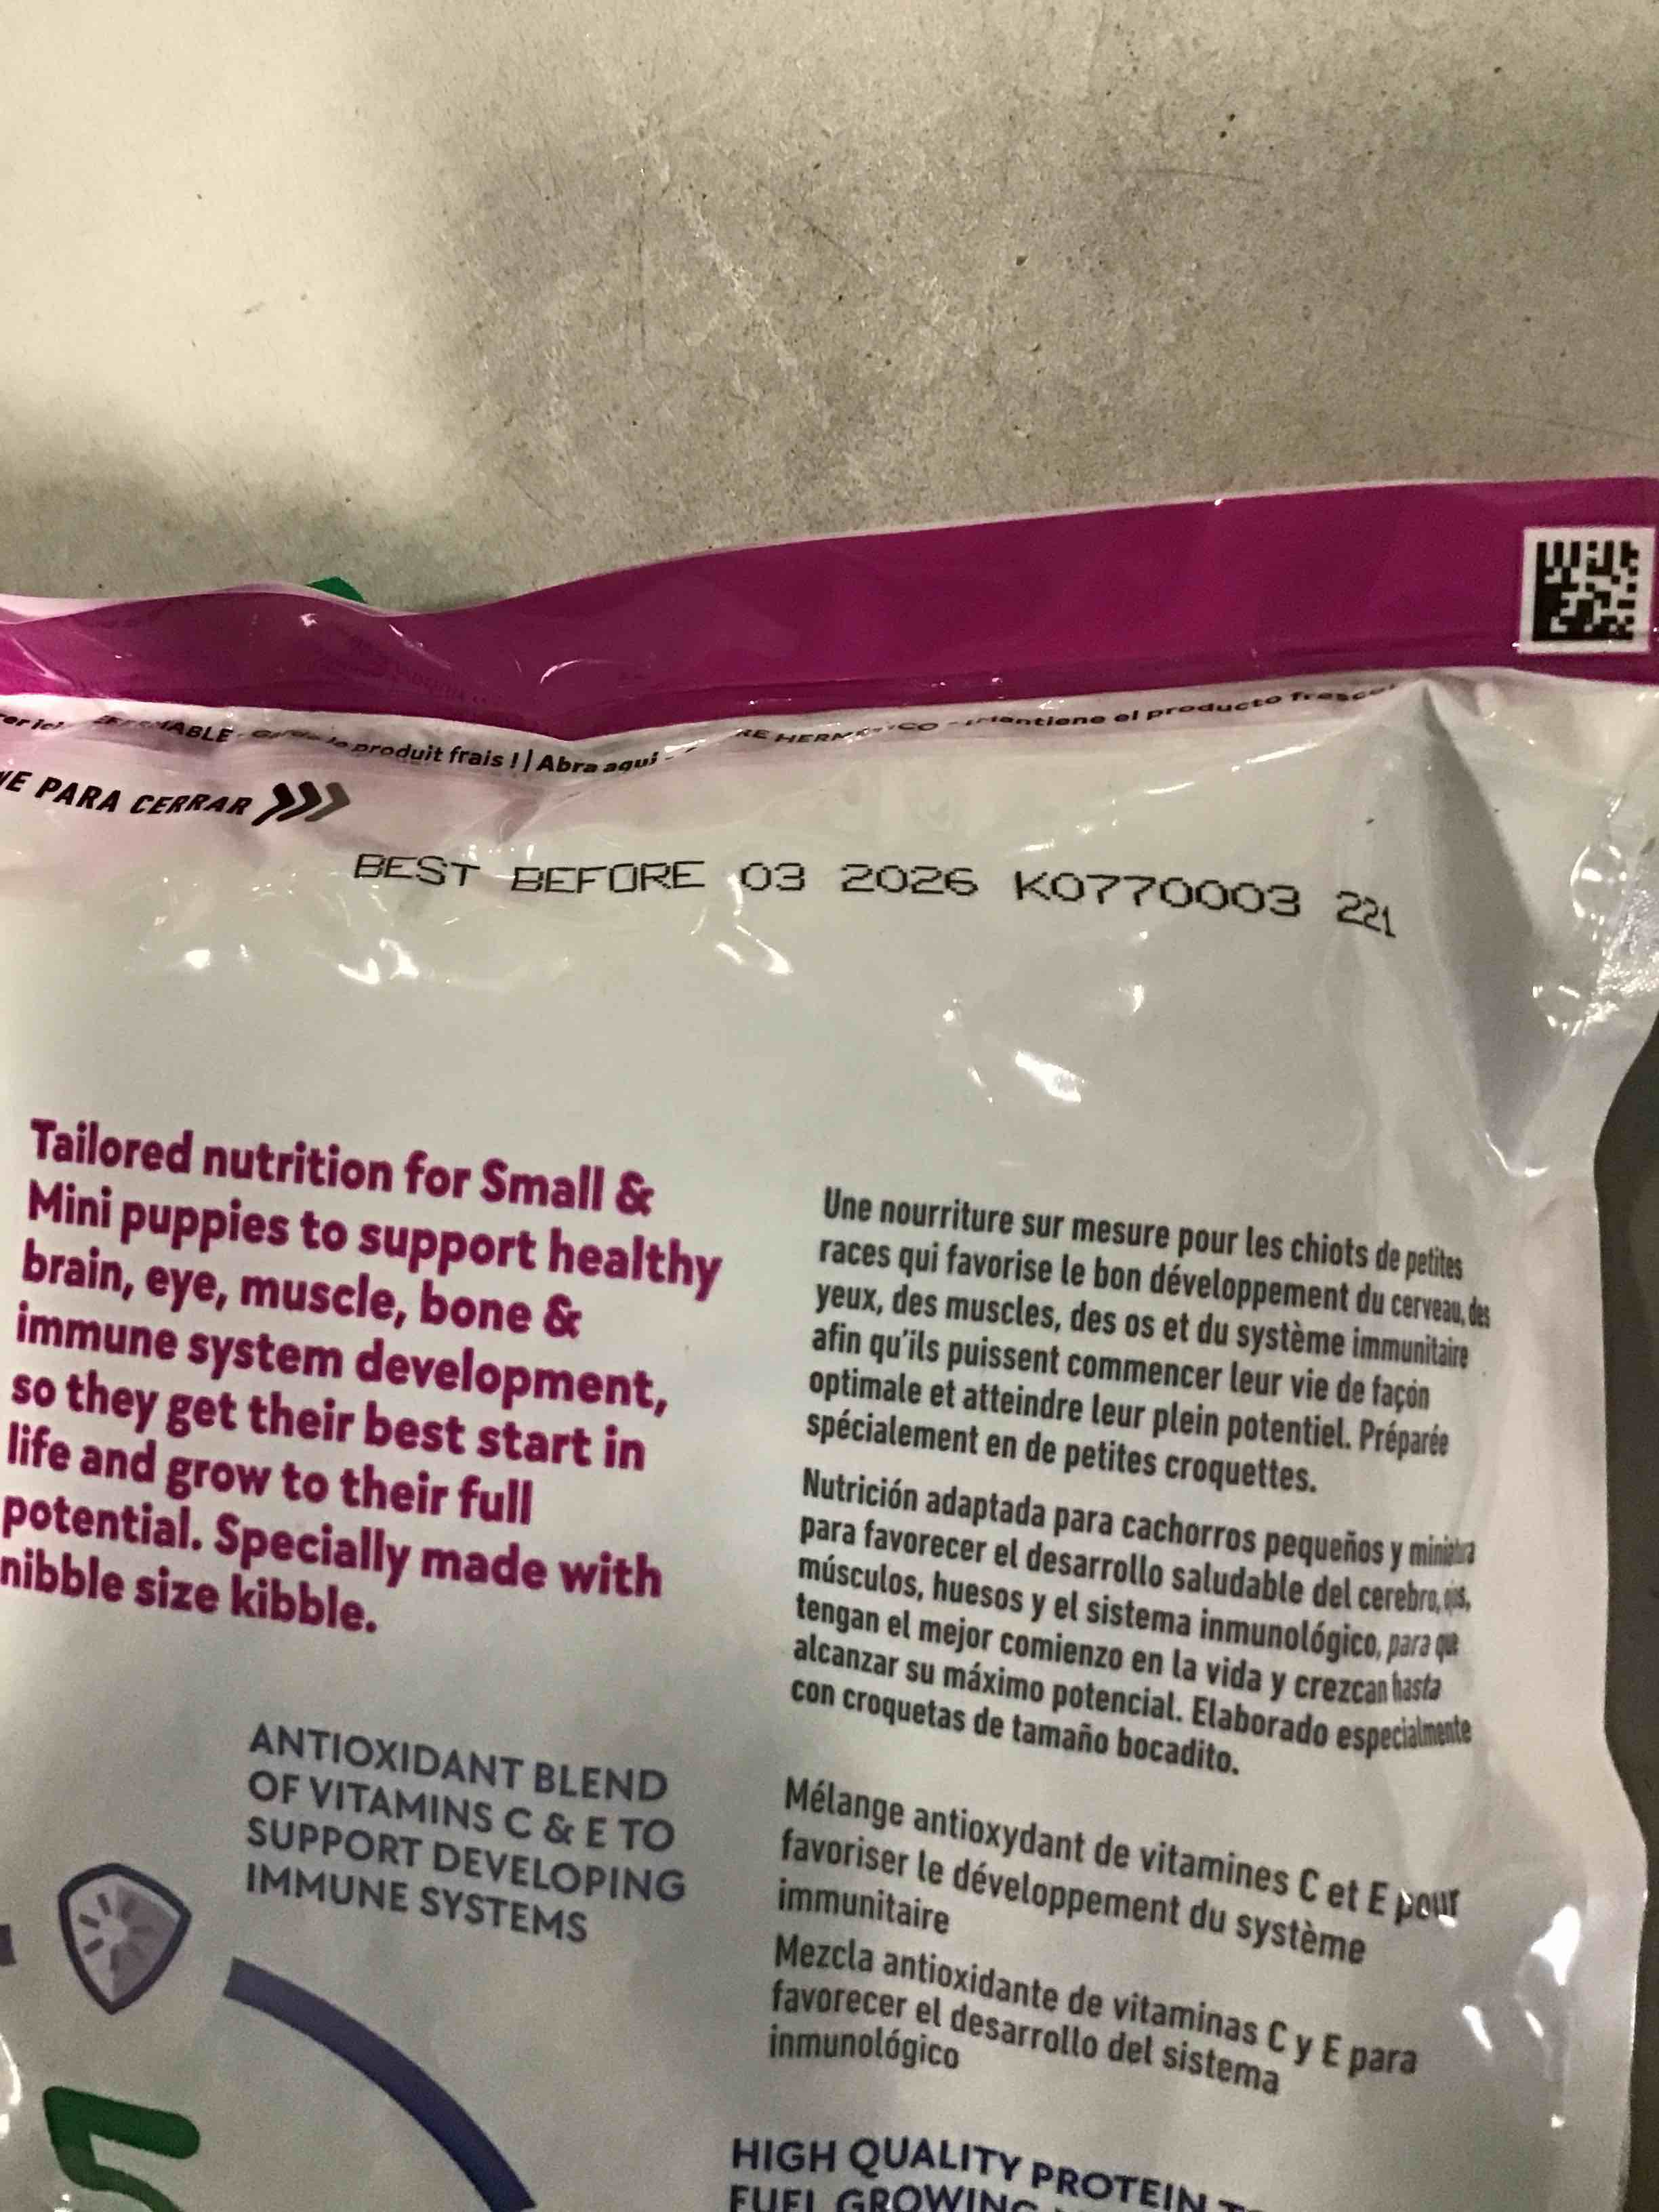 ABLE
produit frais ! | Abra aqui -
mantiene el producto fresco
PARA CERRAR
BEST BEFORE 03 2026 K0770003 221
Tailored nutrition for Small &
Mini puppies to support healthy
brain, eye, muscle, bone &
immune system development,
so they get their best start in
life and grow to their full
potential. Specially made with
nibble size kibble.
Une nourriture sur mesure pour les chiots de petites
races qui favorise le bon développement du cerveau, des
yeux, des muscles, des os et du système immunitaire
afin qu'ils puissent commencer leur vie de façon
optimale et atteindre leur plein potentiel. Préparée
spécialement en de petites croquettes.
Nutrición adaptada para cachorros pequeños y miniatura
para favorecer el desarrollo saludable del cerebro, ojos,
músculos, huesos y el sistema inmunológico, para que
tengan el mejor comienzo en la vida y crezcan hasta
alcanzar su máximo potencial. Elaborado especialmente
con croquetas de tamaño bocadito.
ANTIOXIDANT BLEND
OF VITAMINS C & E TO
SUPPORT DEVELOPING
IMMUNE SYSTEMS
Mélange antioxydant de vitamines C et E pour
favoriser le développement du système
immunitaire
Mezcla antioxidante de vitaminas C y E para
favorecer el desarrollo del sistema
inmunológico
5
HIGH QUALITY PROTEIN
FUEL GROWING